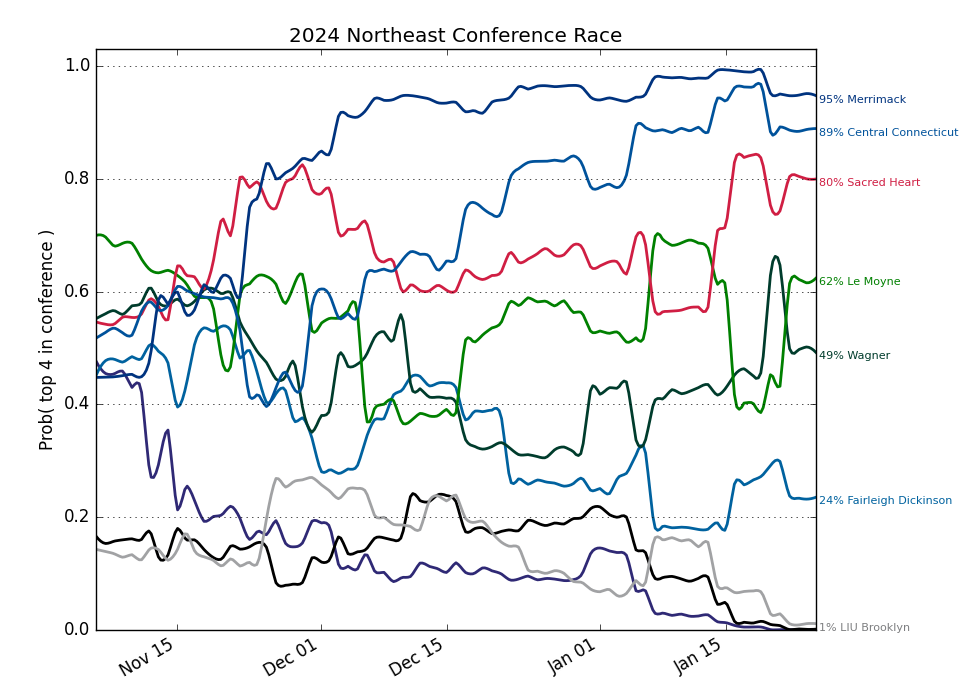 2024 Northeast Conference Race
Prob( top 4 in conference )
1.0
0.8
0.6
0.4
0.2
0.0
Nov 15
Dec 01
Dec 15
Jan 01
Jan 15
95% Merrimack
89% Central Connecticut
80% Sacred Heart
62% Le Moyne
49% Wagner
24% Fairleigh Dickinson
1% LIU Brooklyn